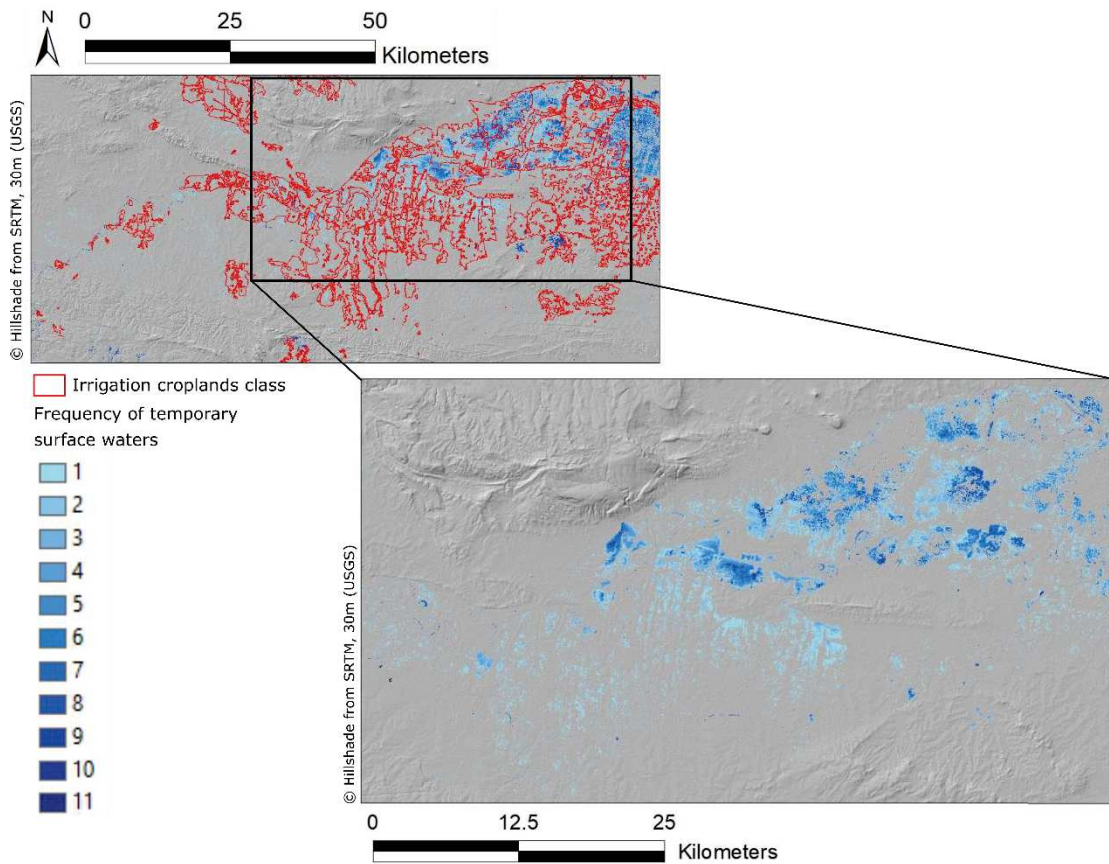 N
0 25 50
Kilometers
© Hillshade from SRTM, 30m (USGS)
Irrigation croplands class
Frequency of temporary
surface waters
1
2
3
4
5
6
7
8
9
10
11
© Hillshade from SRTM, 30m (USGS)
0 12.5 25
Kilometers